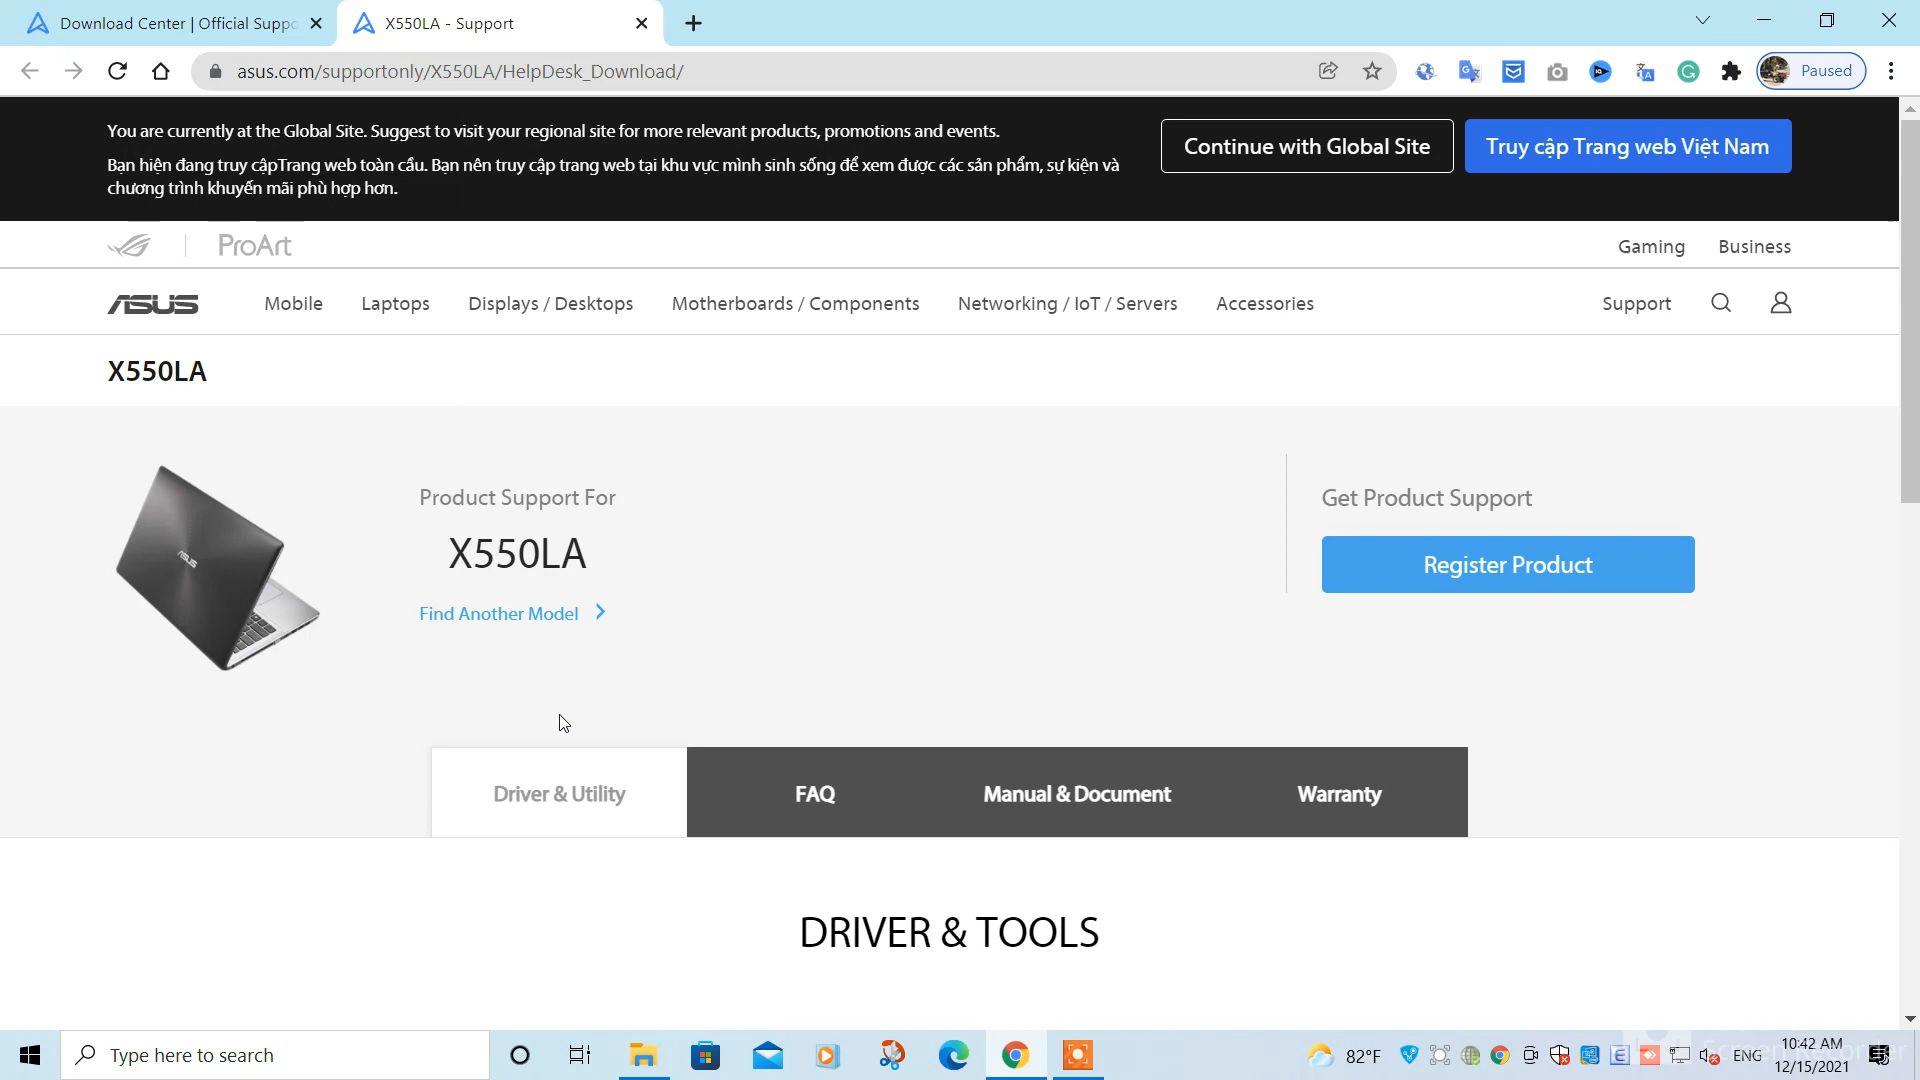 Download Center | Official Suppo
X550LA - Support
asus.com/supportonly/X550LA/HelpDesk_Download/
Paused
You are currently at the Global Site. Suggest to visit your regional site for more relevant products, promotions and events.
Bạn hiện đang truy cậpTrang web toàn cầu. Bạn nên truy cập trang web tại khu vực mình sinh sống để xem được các sản phẩm, sự kiện và
chương trình khuyến mãi phù hợp hơn.
Continue with Global Site
Truy cập Trang web Việt Nam
ProArt
Gaming
Business
ASUS
Mobile
Laptops
Displays / Desktops
Motherboards / Components
Networking / IoT / Servers
Accessories
Support
X550LA
ASUS
Product Support For
X550LA
Find Another Model
Get Product Support
Register Product
Driver & Utility
FAQ
Manual & Document
Warranty
DRIVER & TOOLS
Type here to search
82°F
ENG
10:42 AM
12/15/2021